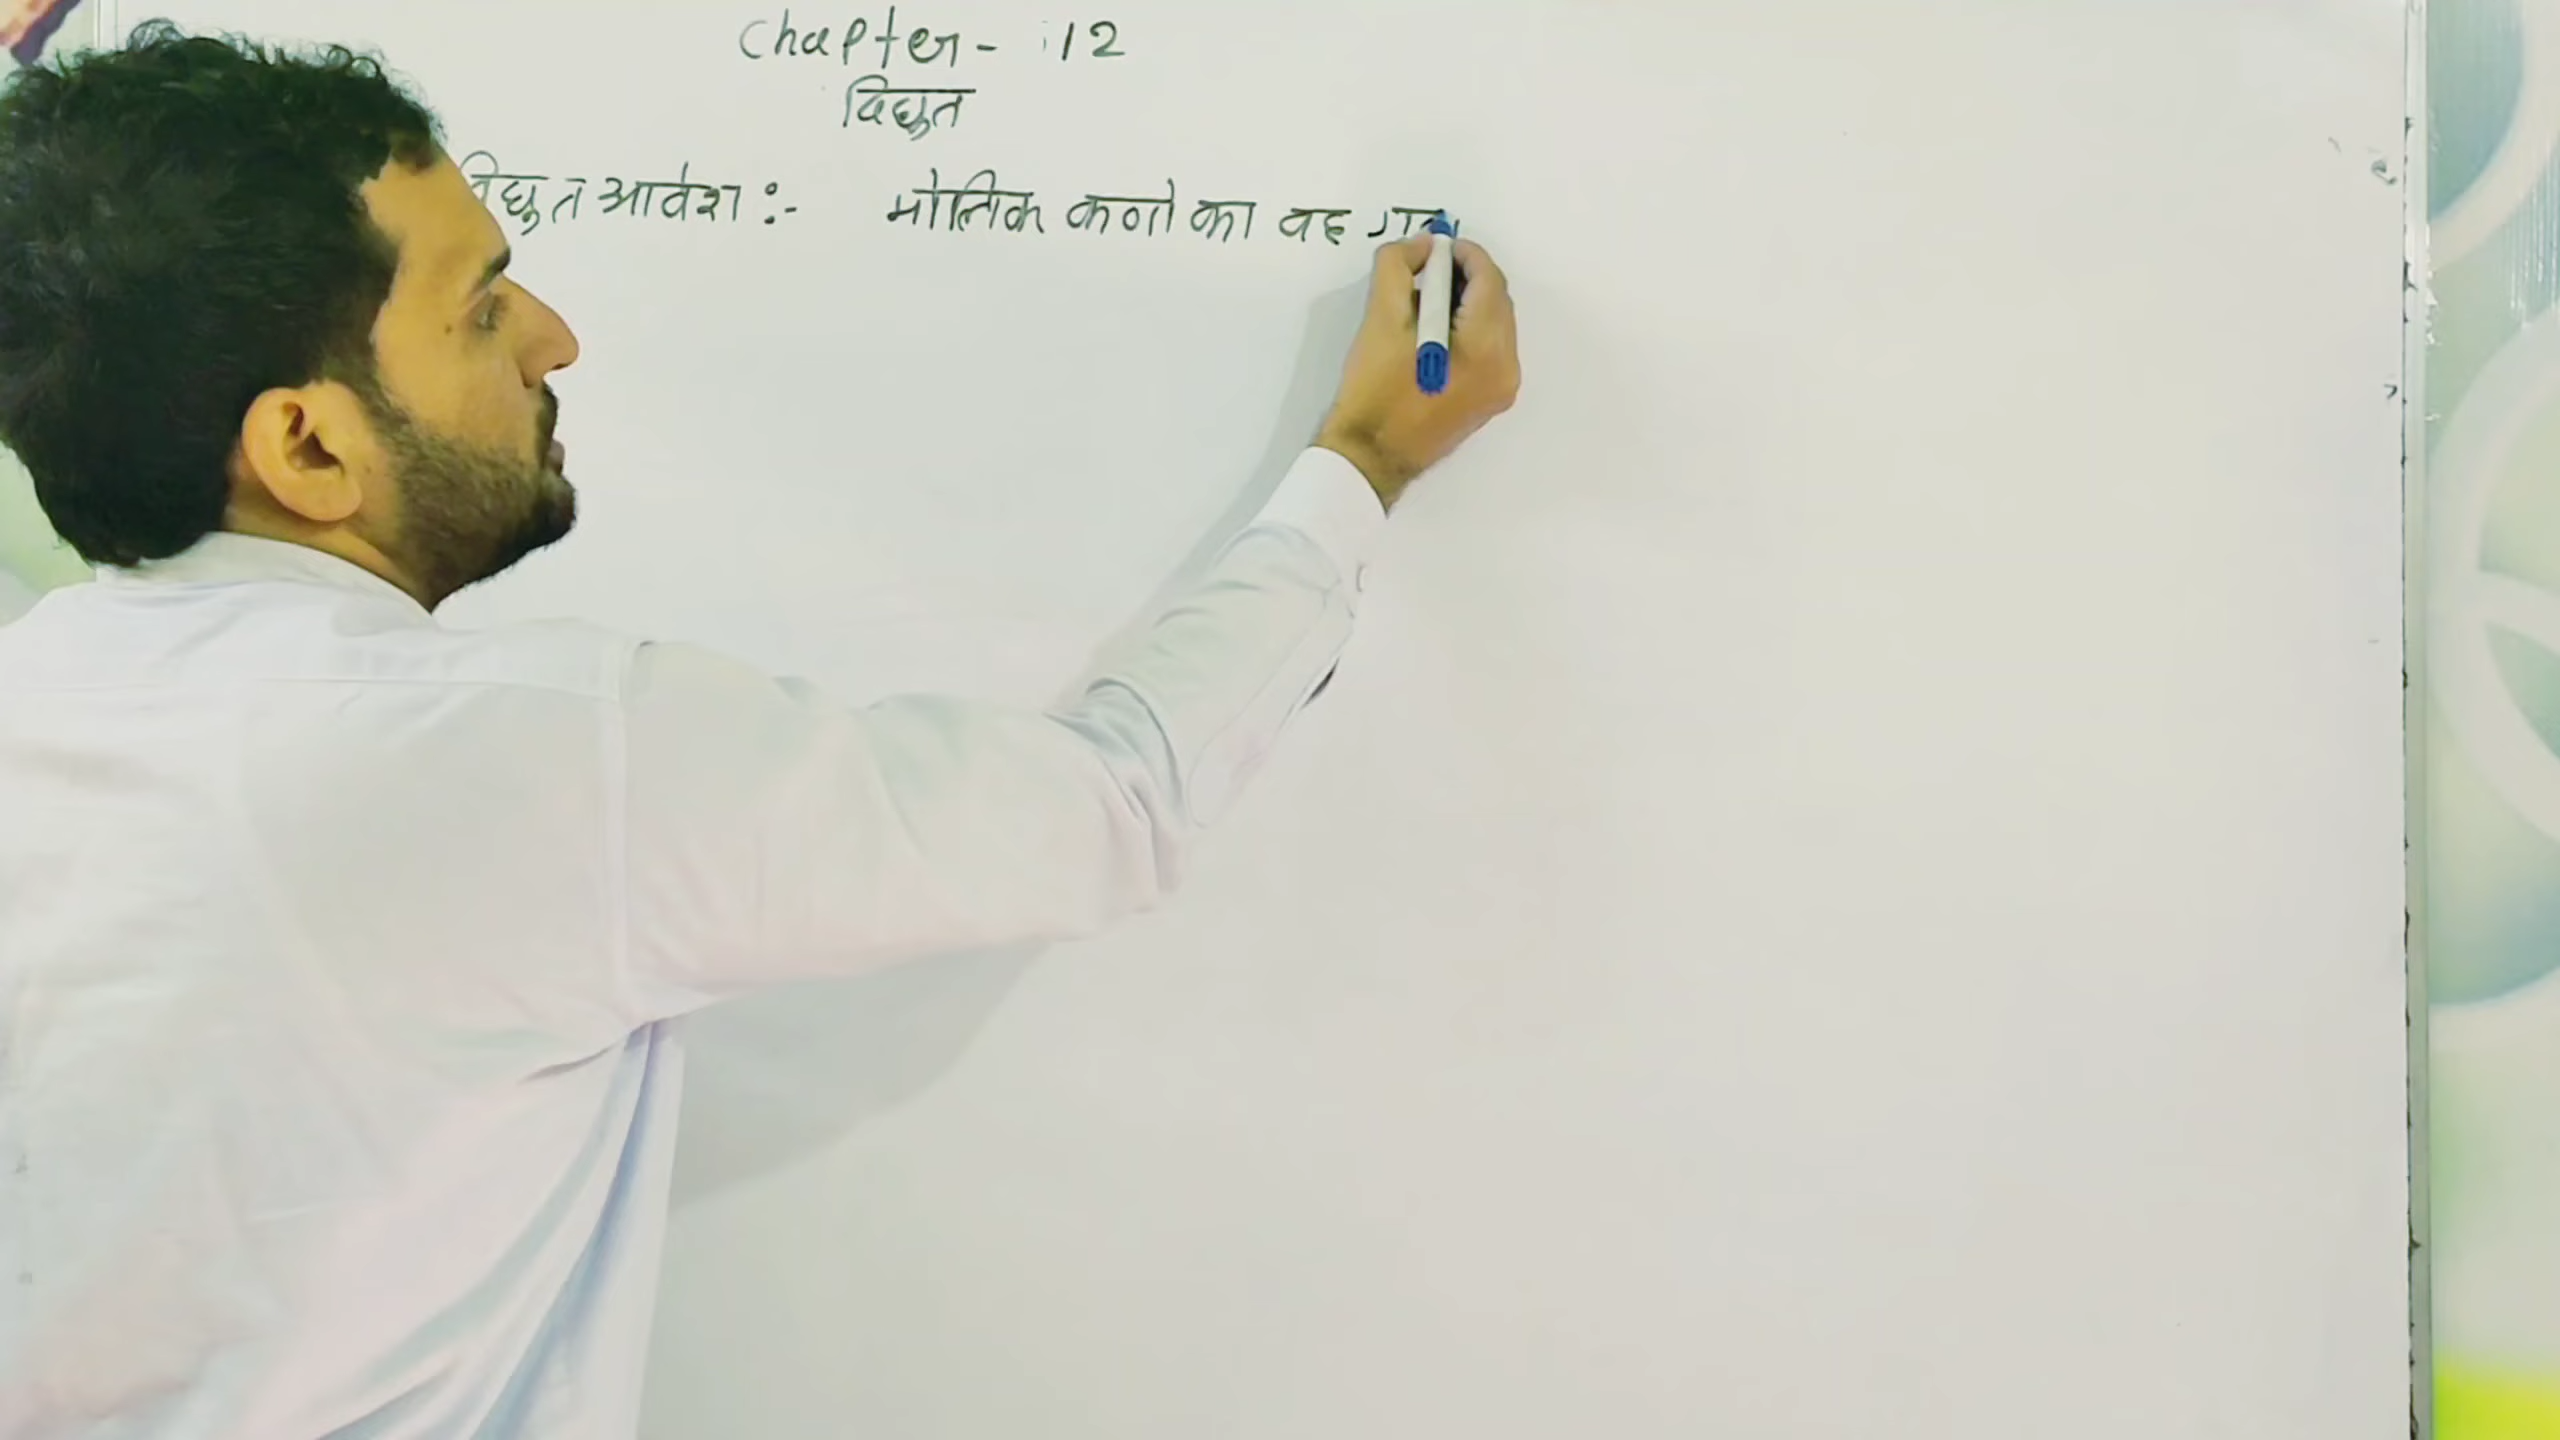 Chapter - 12
विद्युत
विद्युत आवेश :- मौलिक कणो का वह